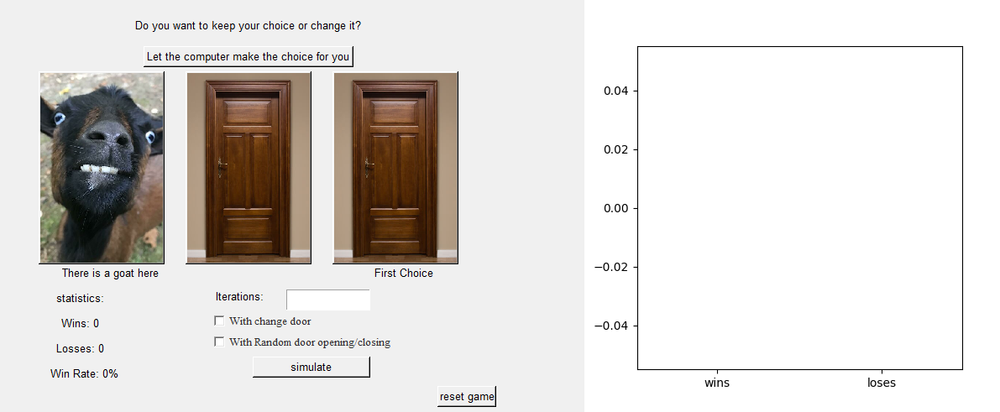 Do you want to keep your choice or change it?
Let the computer make the choice for you
There is a goat here
First Choice
statistics:
Wins: 0
Losses: 0
Win Rate: 0%
Iterations:
With change door
With Random door opening/closing
simulate
reset game
0.04
0.02
0.00
−0.02
−0.04
wins
loses